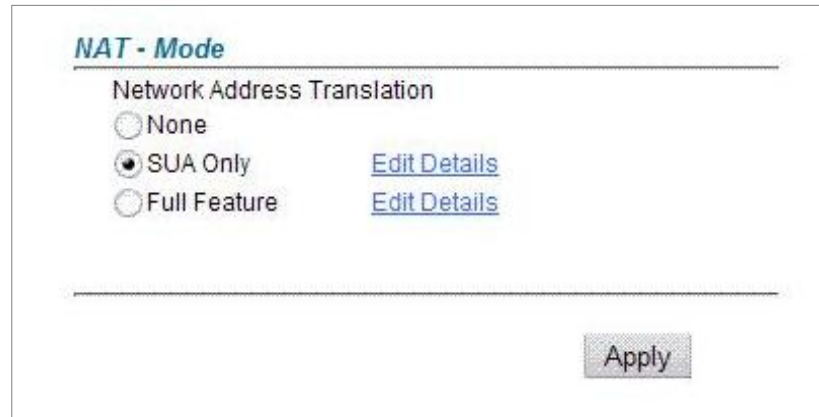 NAT - Mode
Network Address Translation
None
SUA Only Edit Details
Full Feature Edit Details
Apply